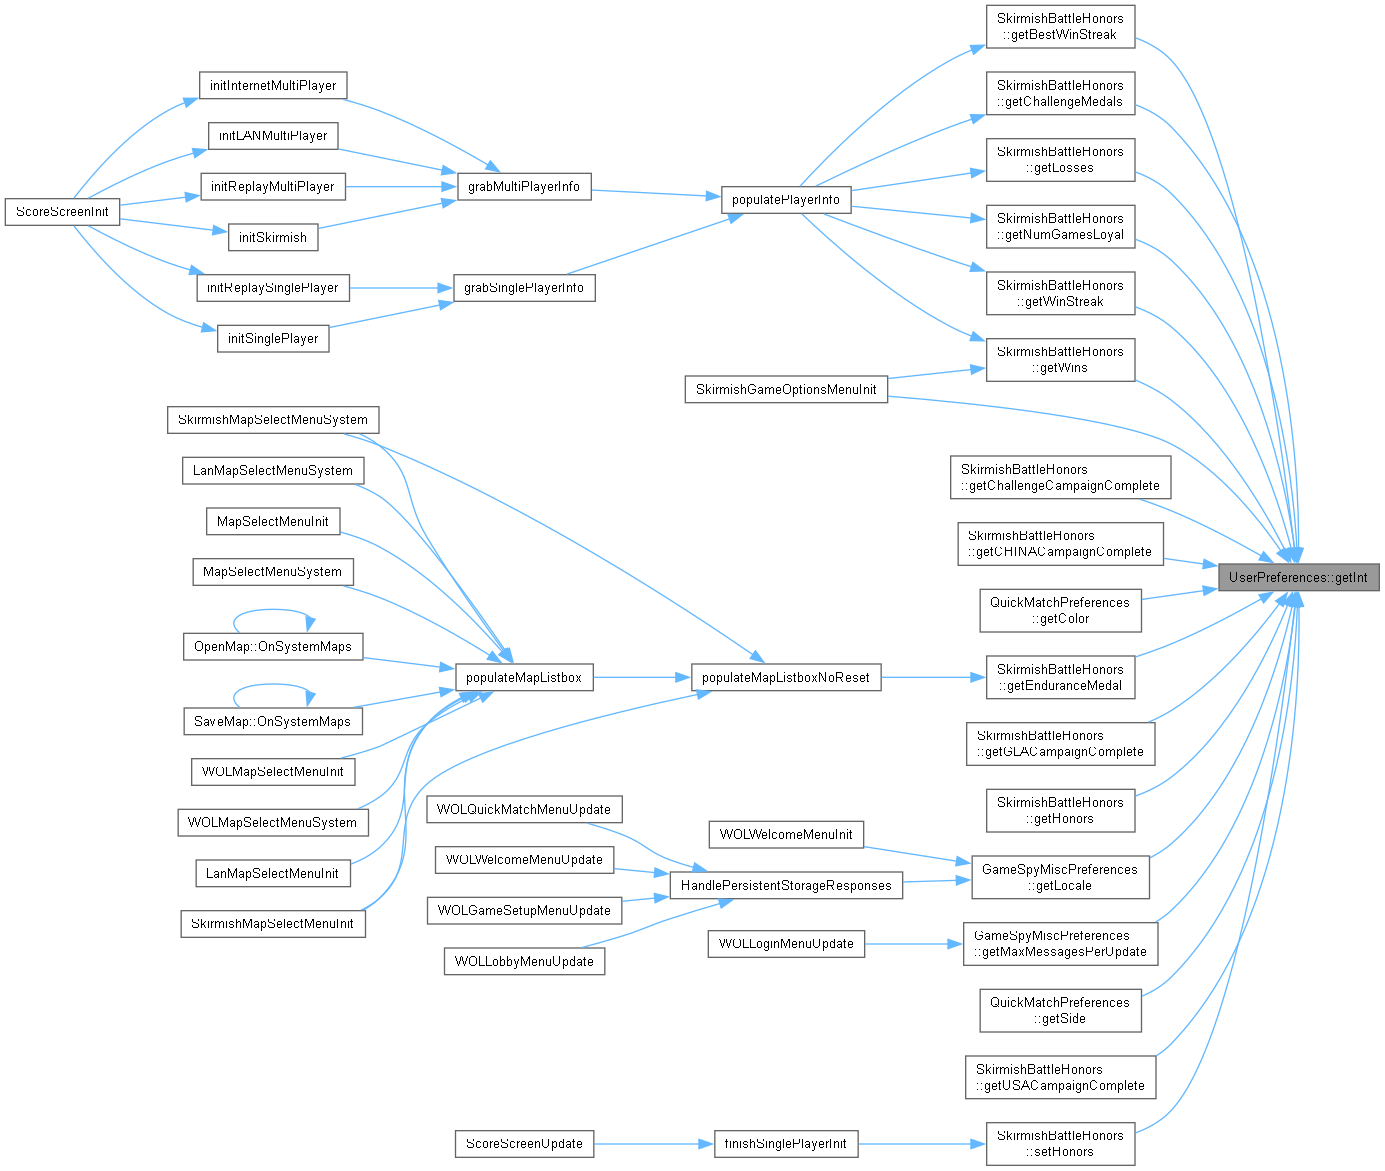 SkirmishBattleHonors
::getBestWinStreak
SkirmishBattleHonors
::getChallengeMedals
initInternetMultiPlayer
initLANMultiPlayer
SkirmishBattleHonors
::getLosses
initReplayMultiPlayer
grabMultiPlayerInfo
populatePlayerInfo
ScoreScreenInit
SkirmishBattleHonors
::getNumGamesLoyal
initSkirmish
initReplaySinglePlayer
grabSinglePlayerInfo
SkirmishBattleHonors
::getWinStreak
initSinglePlayer
SkirmishBattleHonors
::getWins
SkirmishGameOptionsMenuInit
SkirmishMapSelectMenuSystem
LanMapSelectMenuSystem
SkirmishBattleHonors
::getChallengeCampaignComplete
MapSelectMenuInit
SkirmishBattleHonors
::getCHINACampaignComplete
MapSelectMenuSystem
UserPreferences::getInt
QuickMatchPreferences
::getColor
OpenMap::OnSystemMaps
populateMapListbox
populateMapListboxNoReset
SkirmishBattleHonors
::getEnduranceMedal
SaveMap::OnSystemMaps
SkirmishBattleHonors
::getGLACampaignComplete
WOLMapSelectMenuInit
WOLQuickMatchMenuUpdate
SkirmishBattleHonors
::getHonors
WOLMapSelectMenuSystem
WOLWelcomeMenuInit
WOLWelcomeMenuUpdate
LanMapSelectMenuInit
HandlePersistentStorageResponses
GameSpyMiscPreferences
::getLocale
WOLGameSetupMenuUpdate
SkirmishMapSelectMenuInit
WOLLobbyMenuUpdate
WOLLoginMenuUpdate
GameSpyMiscPreferences
::getMaxMessagesPerUpdate
QuickMatchPreferences
::getSide
SkirmishBattleHonors
::getUSACampaignComplete
ScoreScreenUpdate
finishSinglePlayerInit
SkirmishBattleHonors
::setHonors